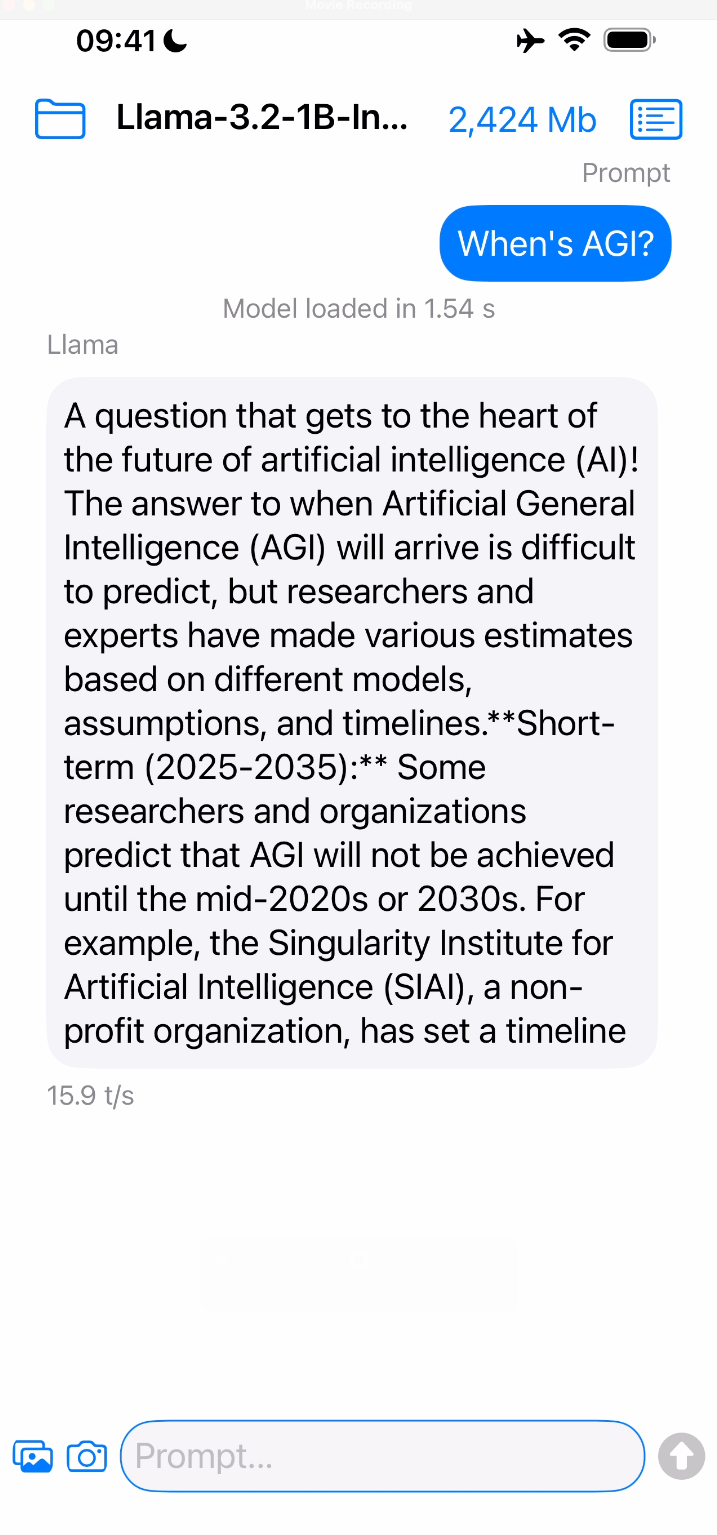 Movie Recording
09:41
Llama-3.2-1B-In...
2,424 Mb
Prompt
When's AGI?
Model loaded in 1.54 s
Llama
A question that gets to the heart of
the future of artificial intelligence (AI)!
The answer to when Artificial General
Intelligence (AGI) will arrive is difficult
to predict, but researchers and
experts have made various estimates
based on different models,
assumptions, and timelines.**Short-
term (2025-2035):** Some
researchers and organizations
predict that AGI will not be achieved
until the mid-2020s or 2030s. For
example, the Singularity Institute for
Artificial Intelligence (SIAI), a non-
profit organization, has set a timeline
15.9 t/s
Prompt...